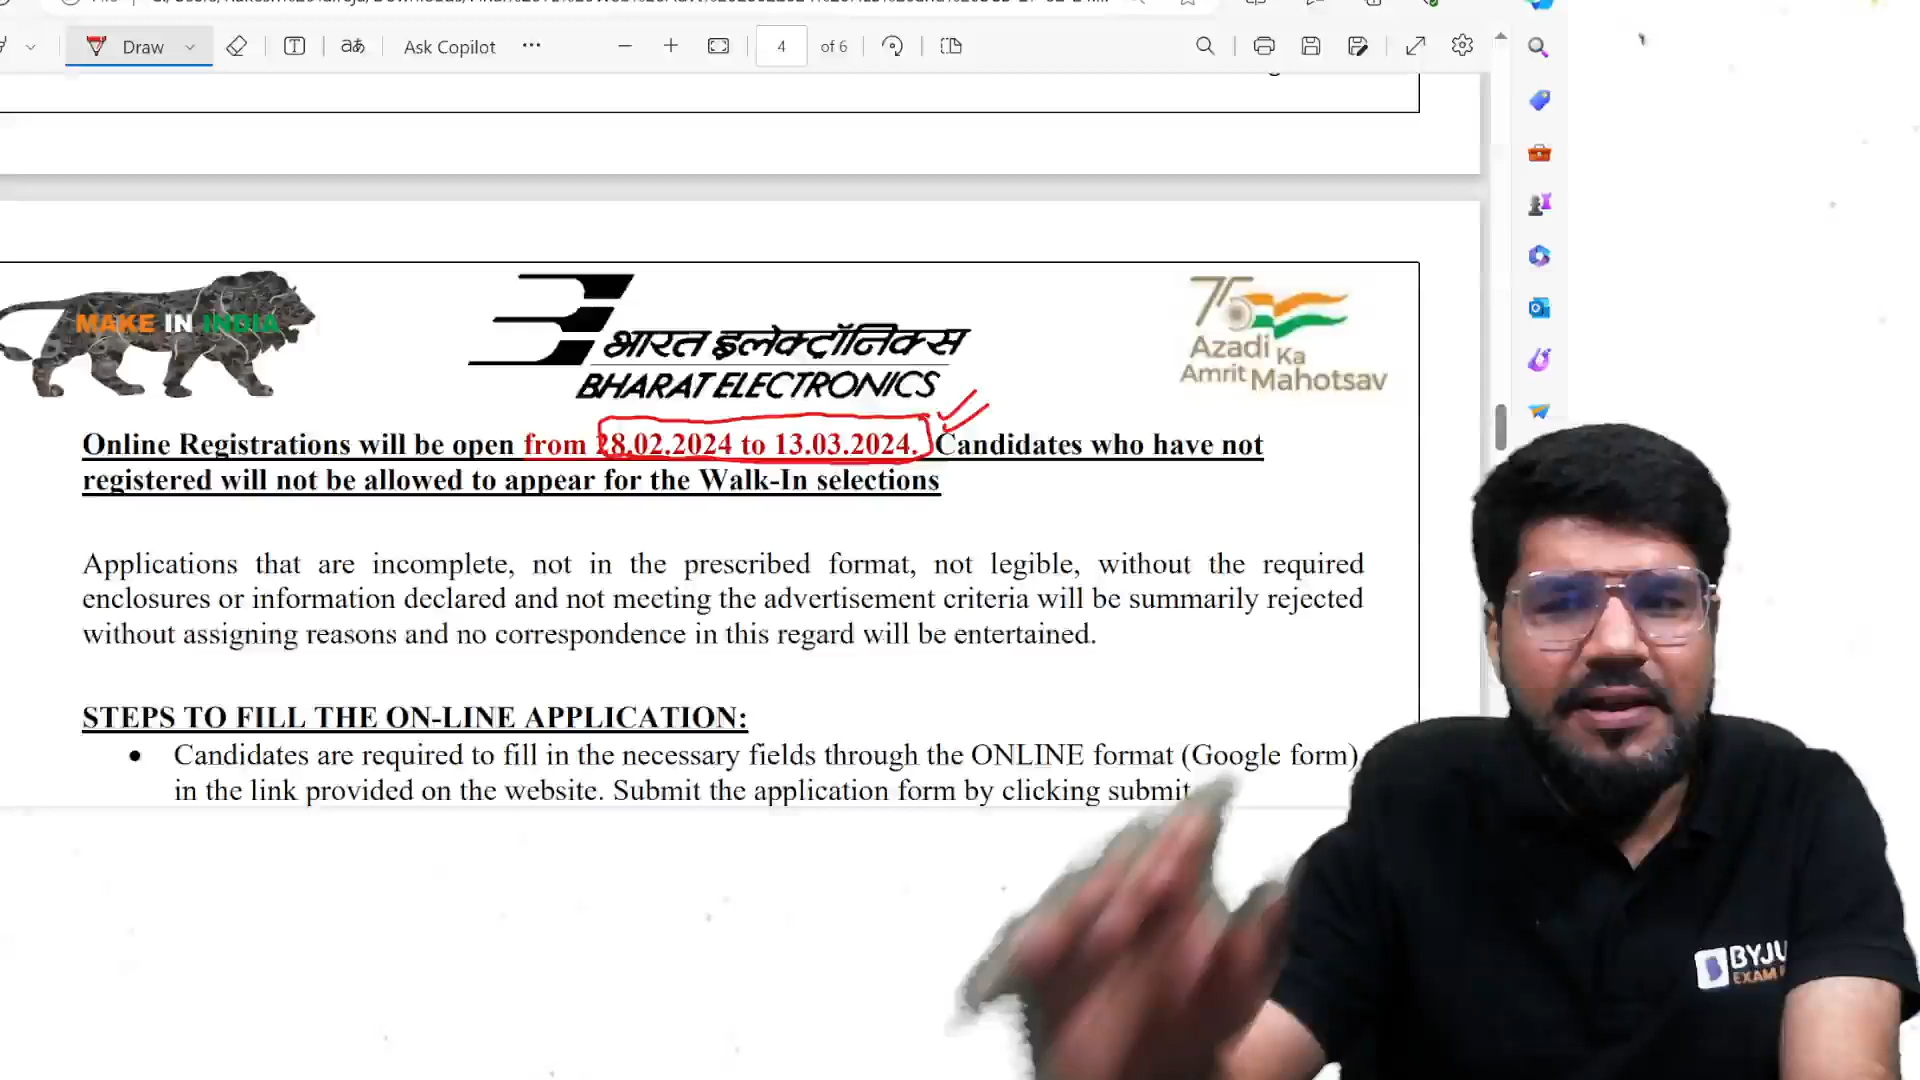 Draw
aあ
Ask Copilot
4
of 6
MAKE IN INDIA
भारत इलेक्ट्रॉनिक्स
BHARAT ELECTRONICS
75
Azadi Ka
Amrit Mahotsav
Online Registrations will be open from 28.02.2024 to 13.03.2024. Candidates who have not
registered will not be allowed to appear for the Walk-In selections
Applications that are incomplete, not in the prescribed format, not legible, without the required
enclosures or information declared and not meeting the advertisement criteria will be summarily rejected
without assigning reasons and no correspondence in this regard will be entertained.
STEPS TO FILL THE ON-LINE APPLICATION:
• Candidates are required to fill in the necessary fields through the ONLINE format (Google form)
in the link provided on the website. Submit the application form by clicking submit
BYJU
EXAM